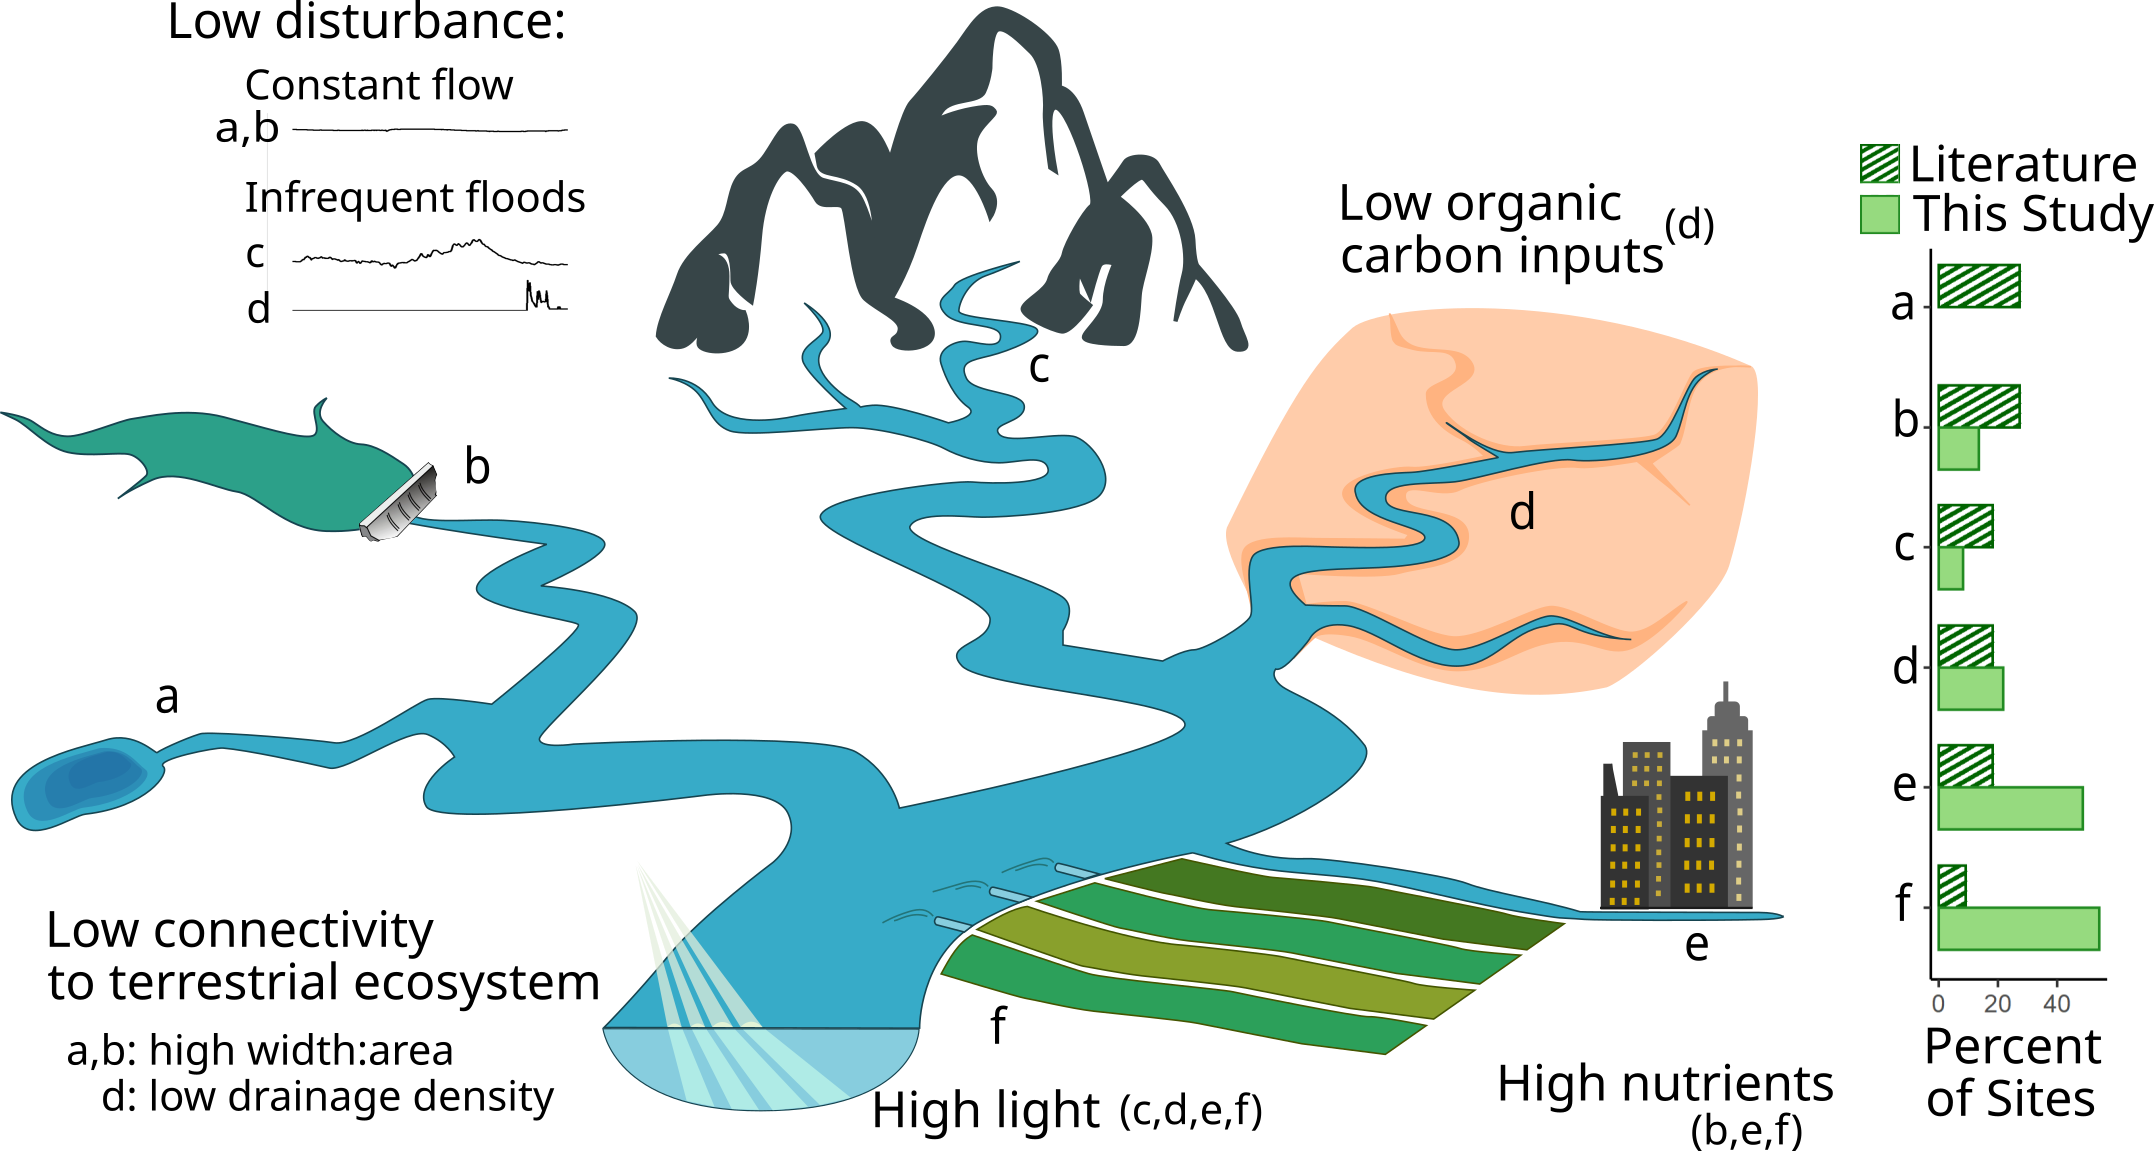 Low disturbance:
Constant flow
a,b
Infrequent floods
c
d
c
Low organic
carbon inputs (d)
d
b
a
e
f
Low connectivity
to terrestrial ecosystem
a,b: high width:area
d: low drainage density
High light (c,d,e,f)
High nutrients
(b,e,f)
Literature
This Study
a
b
c
d
e
f
0 20 40
Percent
of Sites